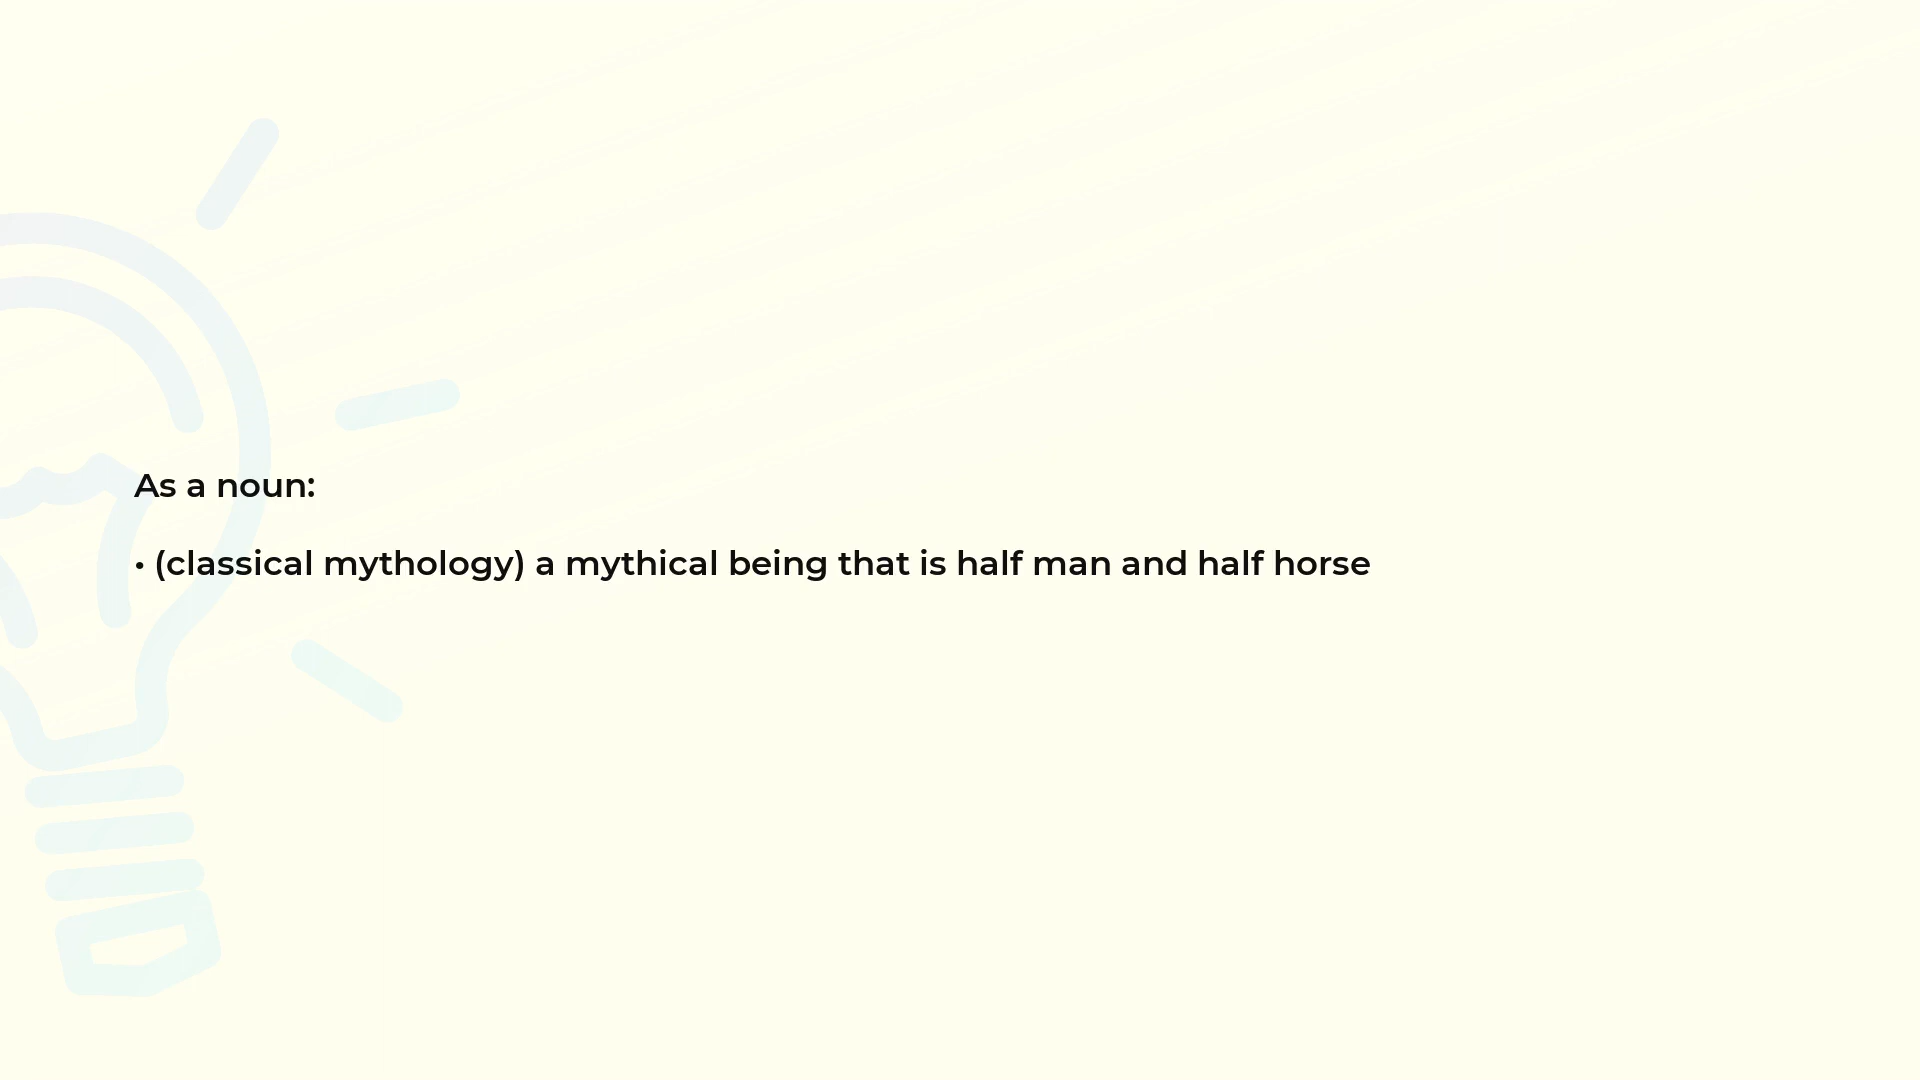 As a noun:
• (classical mythology) a mythical being that is half man and half horse